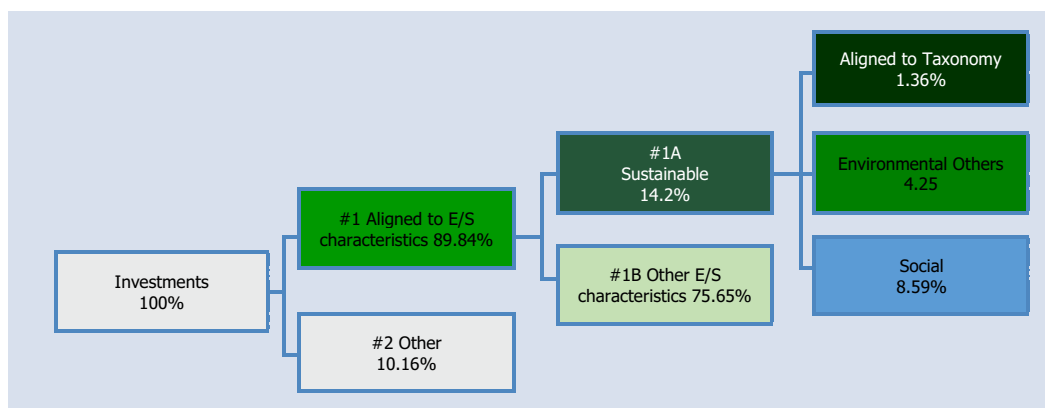 Investments
100%
#1 Aligned to E/S
characteristics 89.84%
#2 Other
10.16%
#1A
Sustainable
14.2%
#1B Other E/S
characteristics 75.65%
Aligned to Taxonomy
1.36%
Environmental Others
4.25
Social
8.59%